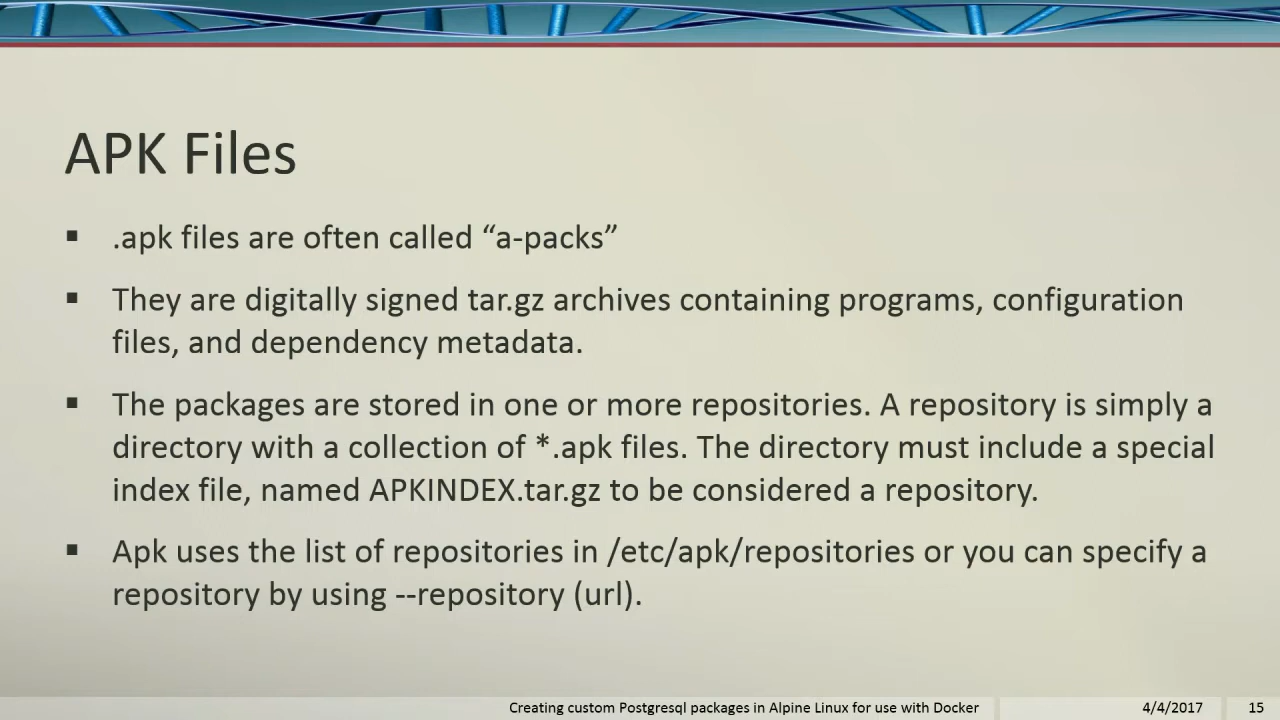 APK Files
.apk files are often called “a-packs”
They are digitally signed tar.gz archives containing programs, configuration
files, and dependency metadata.
The packages are stored in one or more repositories. A repository is simply a
directory with a collection of *.apk files. The directory must include a special
index file, named APKINDEX.tar.gz to be considered a repository.
Apk uses the list of repositories in /etc/apk/repositories or you can specify a
repository by using --repository (url).
Creating custom Postgresql packages in Alpine Linux for use with Docker 4/4/2017 15